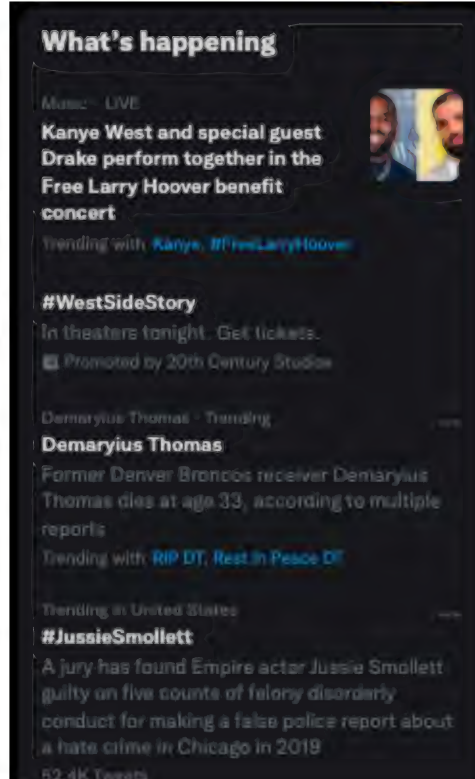 What's happening
Music · LIVE
Kanye West and special guest
Drake perform together in the
Free Larry Hoover benefit
concert
Trending with Kanye, #FreeLarryHoover
#WestSideStory
In theaters tonight. Get tickets.
Promoted by 20th Century Studios
Demaryius Thomas · Trending
Demaryius Thomas
Former Denver Broncos receiver Demaryius
Thomas dies at age 33, according to multiple
reports
Trending with RIP DT, Rest In Peace DT
Trending in United States
#JussieSmollett
A jury has found Empire actor Jussie Smollett
guilty on five counts of felony disorderly
conduct for making a false police report about
a hate crime in Chicago in 2019
52.4K Tweets